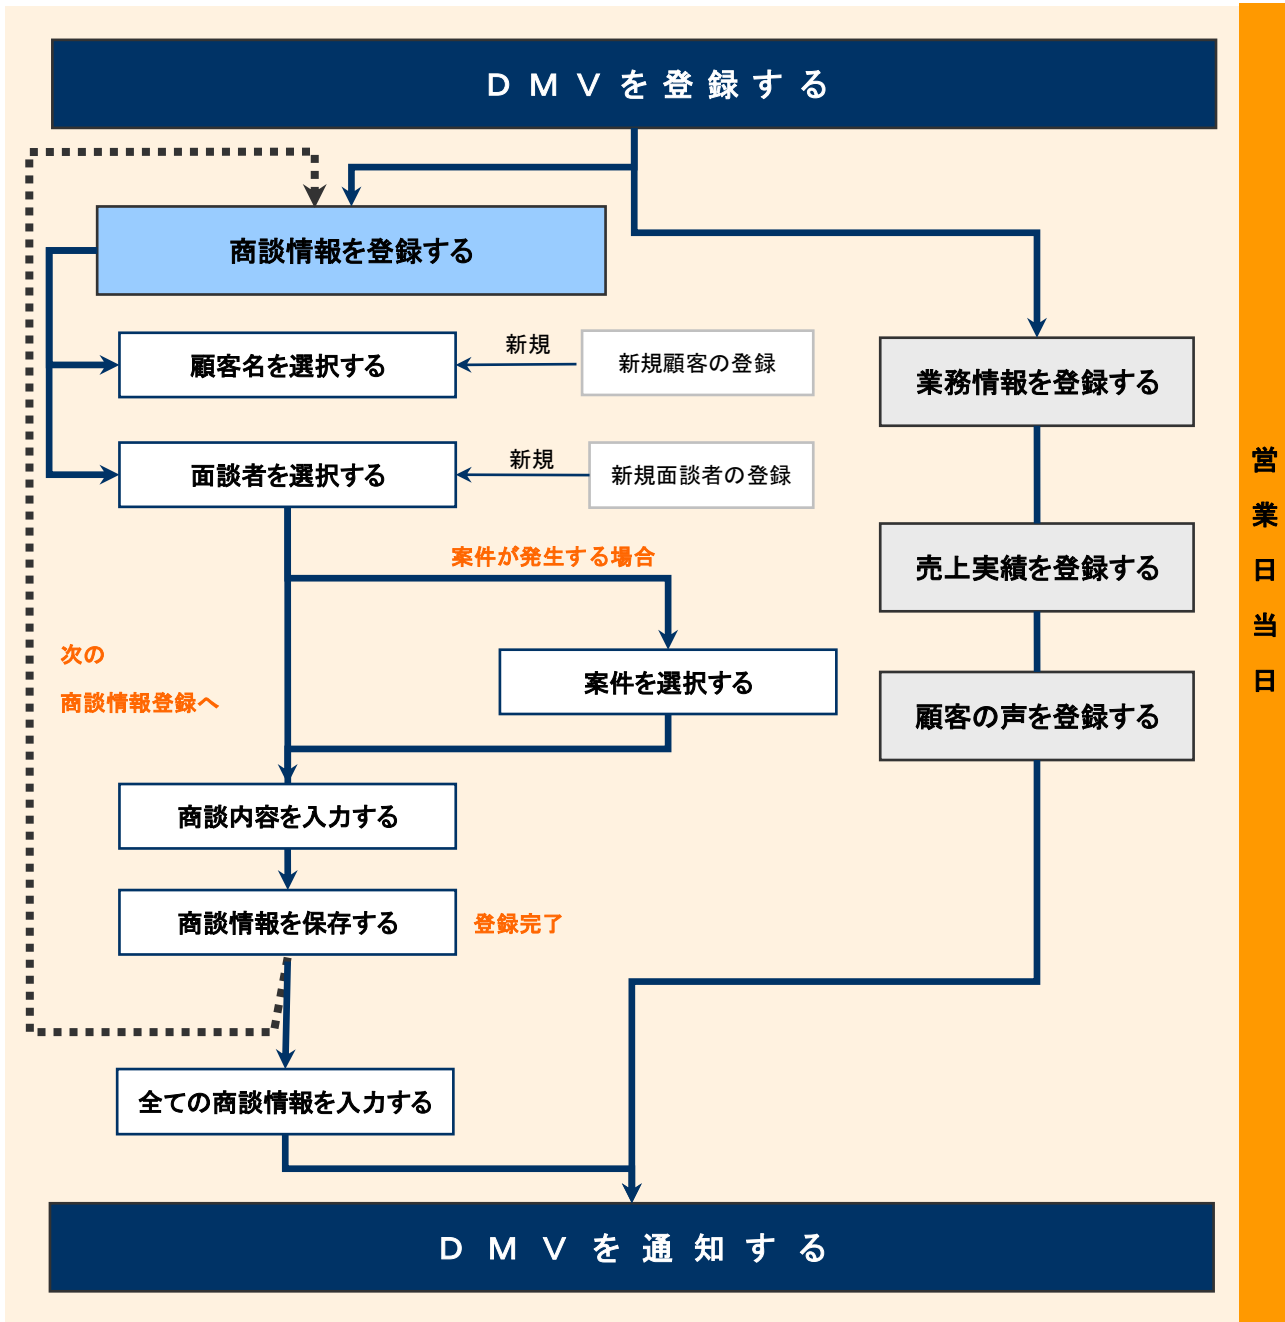 ＤＭＶを登録する
商談情報を登録する
顧客名を選択する
新規
新規顧客の登録
業務情報を登録する
面談者を選択する
新規
新規面談者の登録
案件が発生する場合
売上実績を登録する
次の
商談情報登録へ
案件を選択する
顧客の声を登録する
商談内容を入力する
商談情報を保存する
登録完了
全ての商談情報を入力する
ＤＭＶを通知する
営業日当日